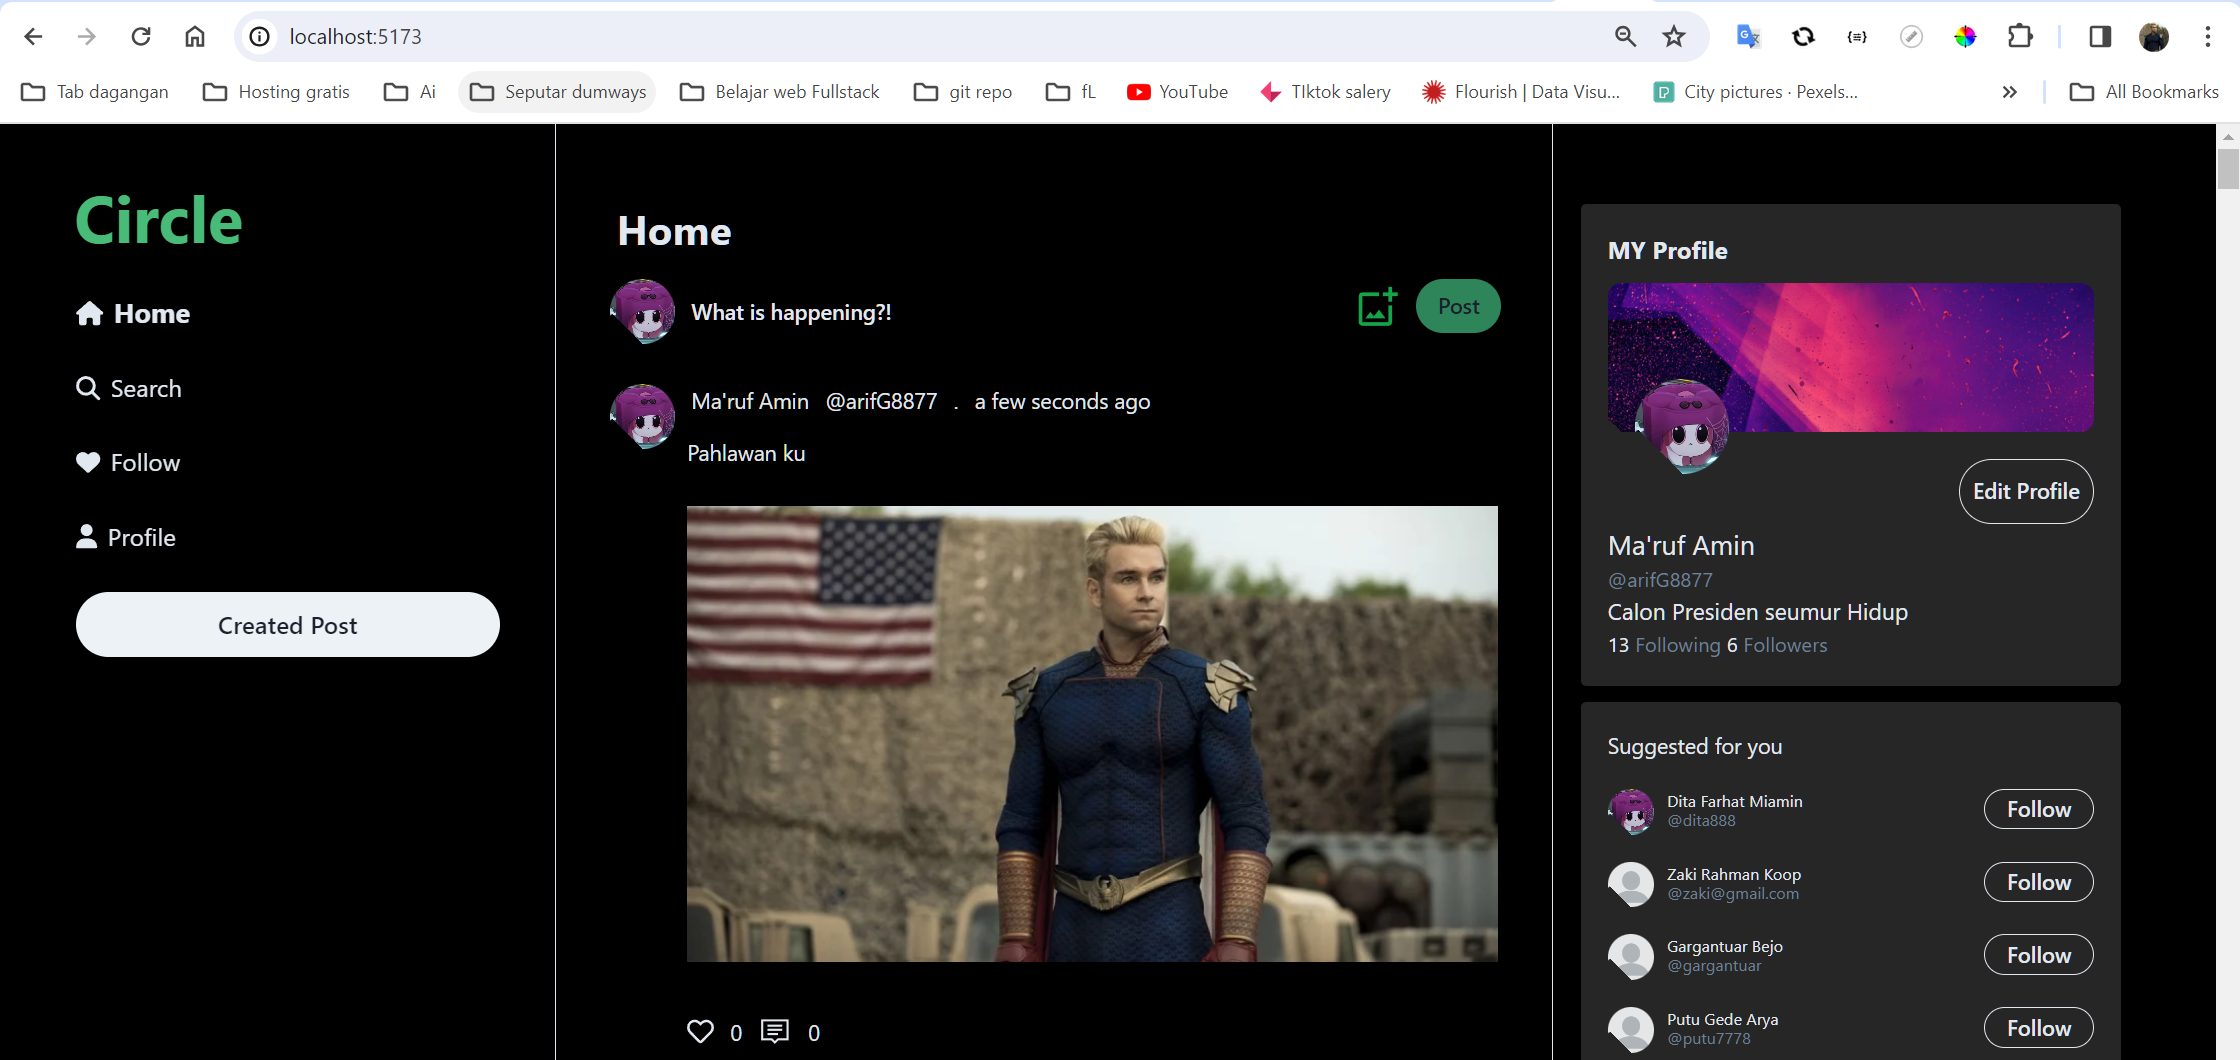 localhost:5173
Tab dagangan
Hosting gratis
Ai
Seputar dumways
Belajar web Fullstack
git repo
fL
YouTube
TIktok salery
Flourish | Data Visu...
City pictures · Pexels...
All Bookmarks
Circle
Home
Search
Follow
Profile
Created Post
Home
What is happening?!
Post
Ma'ruf Amin @arifG8877 . a few seconds ago
Pahlawan ku
0 0
MY Profile
Edit Profile
Ma'ruf Amin
@arifG8877
Calon Presiden seumur Hidup
13 Following 6 Followers
Suggested for you
Dita Farhat Miamin
@dita888
Follow
Zaki Rahman Koop
@zaki@gmail.com
Follow
Gargantuar Bejo
@gargantuar
Follow
Putu Gede Arya
@putu7778
Follow